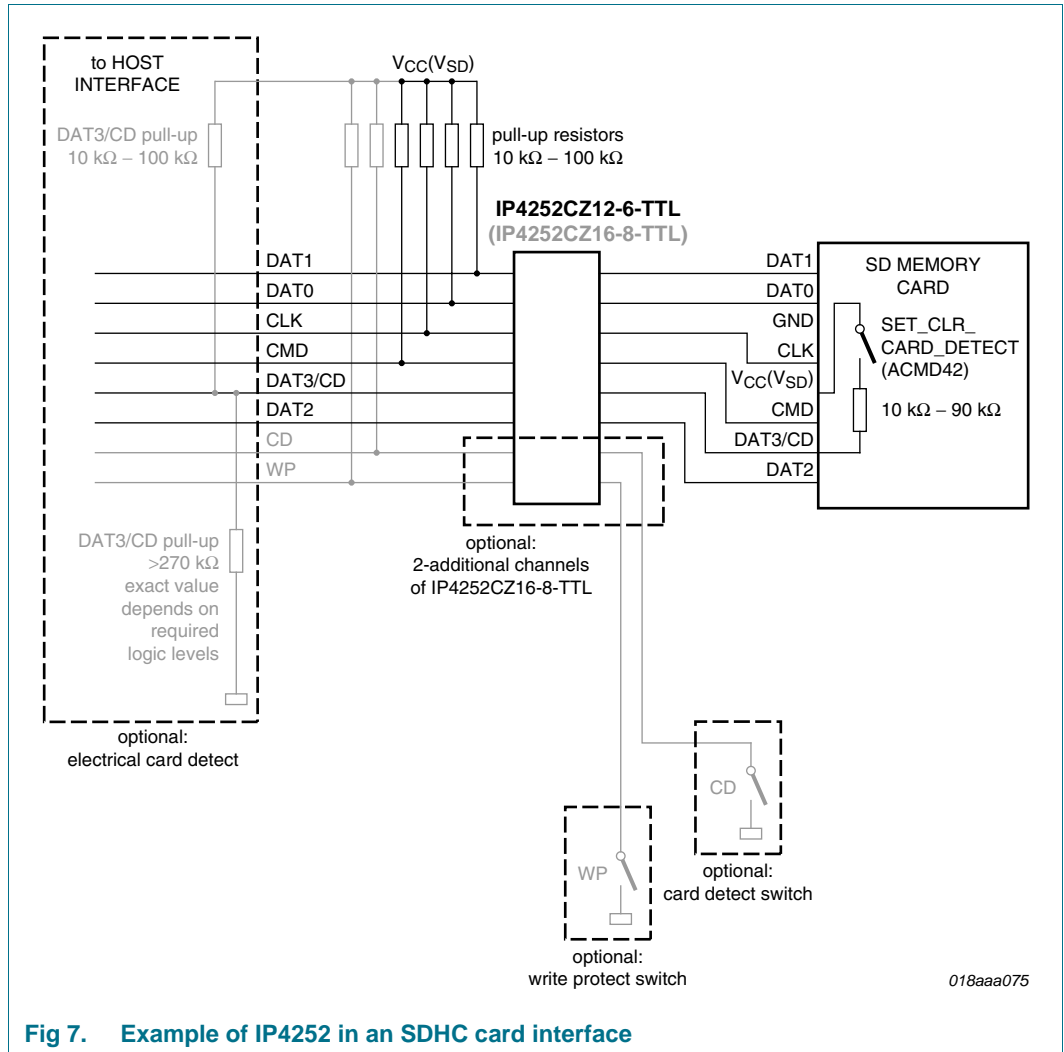 to HOST
INTERFACE
VCC(VSD)
DAT3/CD pull-up
10 kΩ − 100 kΩ
pull-up resistors
10 kΩ − 100 kΩ
IP4252CZ12-6-TTL
(IP4252CZ16-8-TTL)
DAT1
DAT0
CLK
CMD
DAT3/CD
DAT2
CD
WP
DAT1
DAT0
GND
CLK
VCC(VSD)
CMD
DAT3/CD
DAT2
SD MEMORY
CARD
SET_CLR_
CARD_DETECT
(ACMD42)
10 kΩ − 90 kΩ
DAT3/CD pull-up
>270 kΩ
exact value
depends on
required
logic levels
optional:
2-additional channels
of IP4252CZ16-8-TTL
optional:
electrical card detect
CD
optional:
card detect switch
WP
optional:
write protect switch
018aaa075
Fig 7. Example of IP4252 in an SDHC card interface